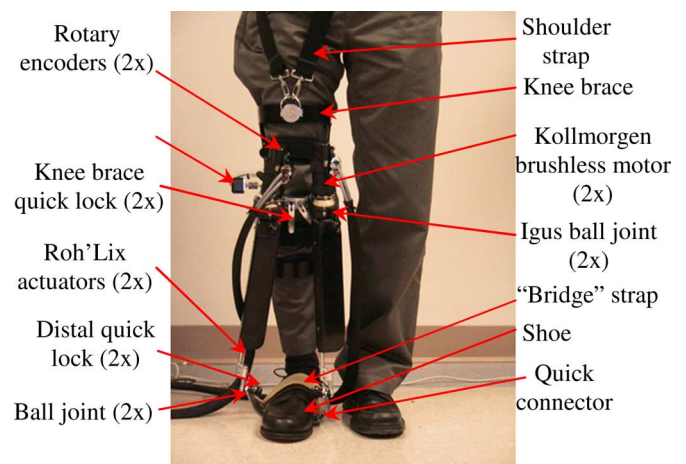 Rotary
encoders (2x)
Knee brace
quick lock (2x)
Roh’Lix
actuators (2x)
Distal quick
lock (2x)
Ball joint (2x)
Shoulder
strap
Knee brace
Kollmorgen
brushless motor
(2x)
Igus ball joint
(2x)
“Bridge” strap
Shoe
Quick
connector